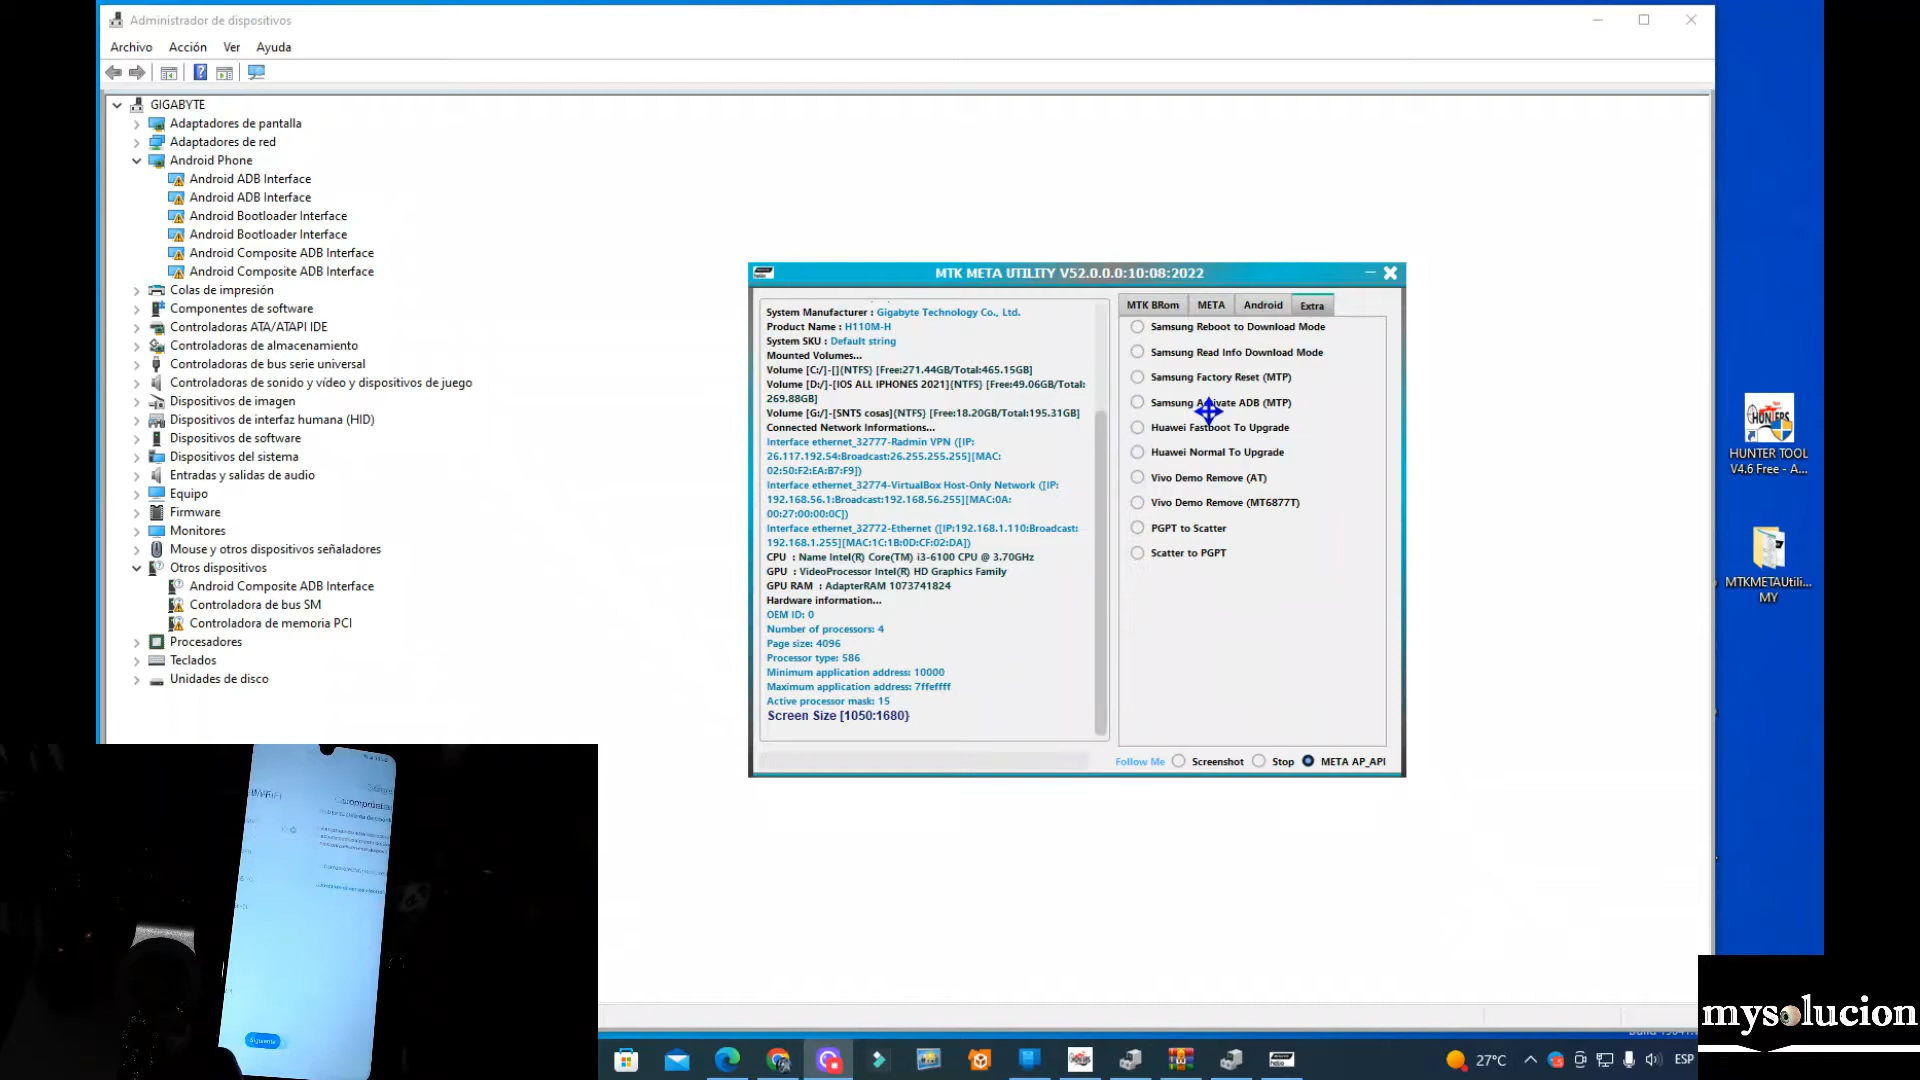 Administrador de dispositivos
Archivo Acción Ver Ayuda
GIGABYTE
Adaptadores de pantalla
Adaptadores de red
Android Phone
Android ADB Interface
Android ADB Interface
Android Bootloader Interface
Android Bootloader Interface
Android Composite ADB Interface
Android Composite ADB Interface
Colas de impresión
Componentes de software
Controladoras ATA/ATAPI IDE
Controladoras de almacenamiento
Controladoras de bus serie universal
Controladoras de sonido y vídeo y dispositivos de juego
Dispositivos de imagen
Dispositivos de interfaz humana (HID)
Dispositivos de software
Dispositivos del sistema
Entradas y salidas de audio
Equipo
Firmware
Monitores
Mouse y otros dispositivos señaladores
Otros dispositivos
Android Composite ADB Interface
Controladora de bus SM
Controladora de memoria PCI
Procesadores
Teclados
Unidades de disco
MTK META UTILITY V52.0.0.0:10:08:2022
System Manufacturer : Gigabyte Technology Co., Ltd.
Product Name : H110M-H
System SKU : Default string
Mounted Volumes...
Volume [C:/]-[]{NTFS} [Free:271.44GB/Total:465.15GB]
Volume [D:/]-[IOS ALL IPHONES 2021]{NTFS} [Free:49.06GB/Total:
269.88GB]
Volume [G:/]-[SNTS cosas]{NTFS} [Free:18.20GB/Total:195.31GB]
Connected Network Informations...
Interface ethernet_32777-Radmin VPN ([IP:
26.117.192.54:Broadcast:26.255.255.255][MAC:
02:50:F2:EA:B7:F9])
Interface ethernet_32774-VirtualBox Host-Only Network ([IP:
192.168.56.1:Broadcast:192.168.56.255][MAC:0A:
00:27:00:00:0C])
Interface ethernet_32772-Ethernet ([IP:192.168.1.110:Broadcast:
192.168.1.255][MAC:1C:1B:0D:CF:02:DA])
CPU : Name Intel(R) Core(TM) i3-6100 CPU @ 3.70GHz
GPU : VideoProcessor Intel(R) HD Graphics Family
GPU RAM : AdapterRAM 1073741824
Hardware information...
OEM ID: 0
Number of processors: 4
Page size: 4096
Processor type: 586
Minimum application address: 10000
Maximum application address: 7ffeffff
Active processor mask: 15
Screen Size [1050:1680}
MTK BRom META Android Extra
Samsung Reboot to Download Mode
Samsung Read Info Download Mode
Samsung Factory Reset (MTP)
Samsung Activate ADB (MTP)
Huawei Fastboot To Upgrade
Huawei Normal To Upgrade
Vivo Demo Remove (AT)
Vivo Demo Remove (MT6877T)
PGPT to Scatter
Scatter to PGPT
Follow Me Screenshot Stop META AP_API
HUNTER TOOL
V4.6 Free - A...
MTKMETAUtili...
MY
Siguiente
mysolucion
27°C
ESP